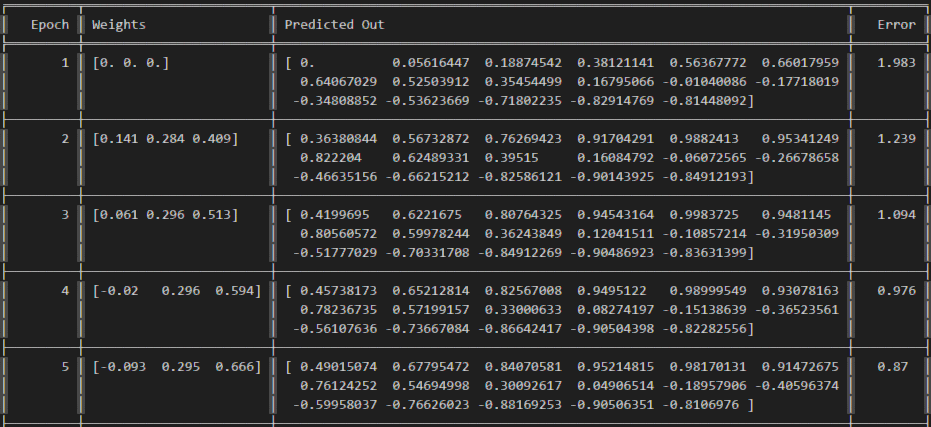 Epoch Weights Predicted Out Error
1 [0. 0. 0.] [ 0. 0.05616447 0.18874542 0.38121141 0.56367772 0.66017959 1.983
0.64067029 0.52503912 0.35454499 0.16795066 -0.01040086 -0.17718019
-0.34808852 -0.53623669 -0.71802235 -0.82914769 -0.81448092]
2 [0.141 0.284 0.409] [ 0.36380844 0.56732872 0.76269423 0.91704291 0.9882413 0.95341249 1.239
0.822204 0.62489331 0.39515 0.16084792 -0.06072565 -0.26678658
-0.46635156 -0.66215212 -0.82586121 -0.90143925 -0.84912193]
3 [0.061 0.296 0.513] [ 0.4199695 0.6221675 0.80764325 0.94543164 0.9983725 0.9481145 1.094
0.80560572 0.59978244 0.36243849 0.12041511 -0.10857214 -0.31950309
-0.51777029 -0.70331708 -0.84912269 -0.90486923 -0.83631399]
4 [-0.02 0.296 0.594] [ 0.45738173 0.65212814 0.82567008 0.9495122 0.98999549 0.93078163 0.976
0.78236735 0.57199157 0.33000633 0.08274197 -0.15138639 -0.36523561
-0.56107636 -0.73667084 -0.86642417 -0.90504398 -0.82282556]
5 [-0.093 0.295 0.666] [ 0.49015074 0.67795472 0.84070581 0.95214815 0.98170131 0.91472675 0.87
0.76124252 0.54694998 0.30092617 0.04906514 -0.18957906 -0.40596374
-0.59958037 -0.76626023 -0.88169253 -0.90506351 -0.8106976 ]